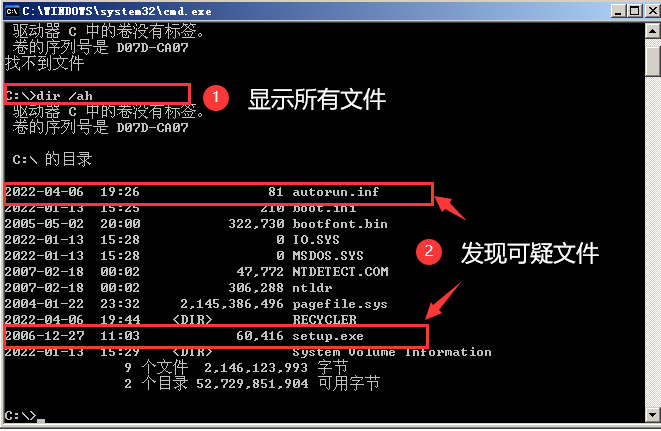 C:\WINDOWS\system32\cmd.exe
驱动器 C 中的卷没有标签。
卷的序列号是 D07D-CA07
找不到文件
C:\>dir /ah
1 显示所有文件
驱动器 C 中的卷没有标签。
卷的序列号是 D07D-CA07
C:\ 的目录
2022-04-06 19:26 81 autorun.inf
2022-01-13 15:25 210 boot.ini
2005-05-02 20:00 322,730 bootfont.bin
2022-01-13 15:28 0 IO.SYS
2022-01-13 15:28 0 MSDOS.SYS
2 发现可疑文件
2007-02-18 00:02 47,772 NTDETECT.COM
2007-02-18 00:02 306,288 ntldr
2004-01-22 23:32 2,145,386,496 pagefile.sys
2022-04-06 19:44 <DIR> RECYCLER
2006-12-27 11:03 60,416 setup.exe
2022-01-13 15:29 <DIR> System Volume Information
9 个文件 2,146,123,993 字节
2 个目录 52,729,851,904 可用字节
C:\>